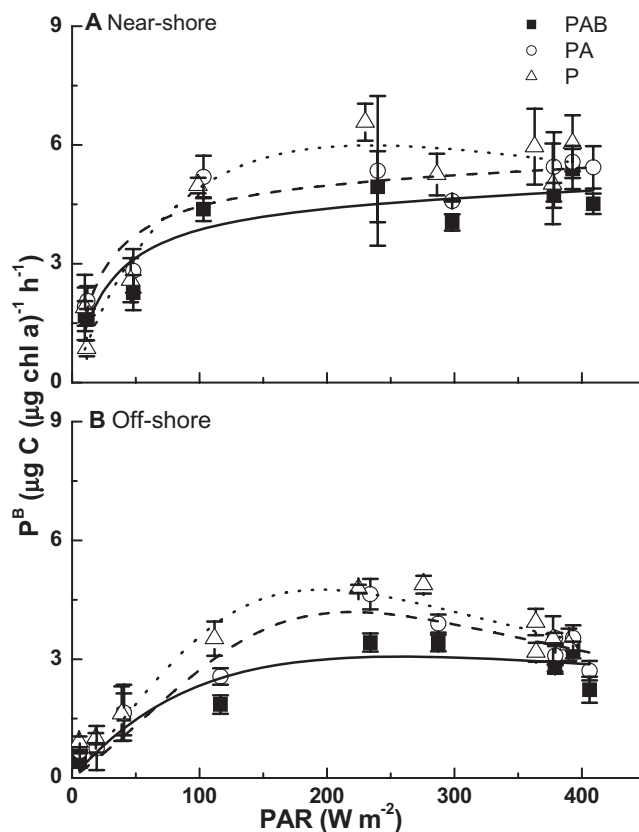 A Near-shore
PAB
PA
P
9
6
3
0
B Off-shore
9
6
3
0
0 100 200 300 400
PAR (W m⁻²)
Pᴮ (µg C (µg chl a)⁻¹ h⁻¹)